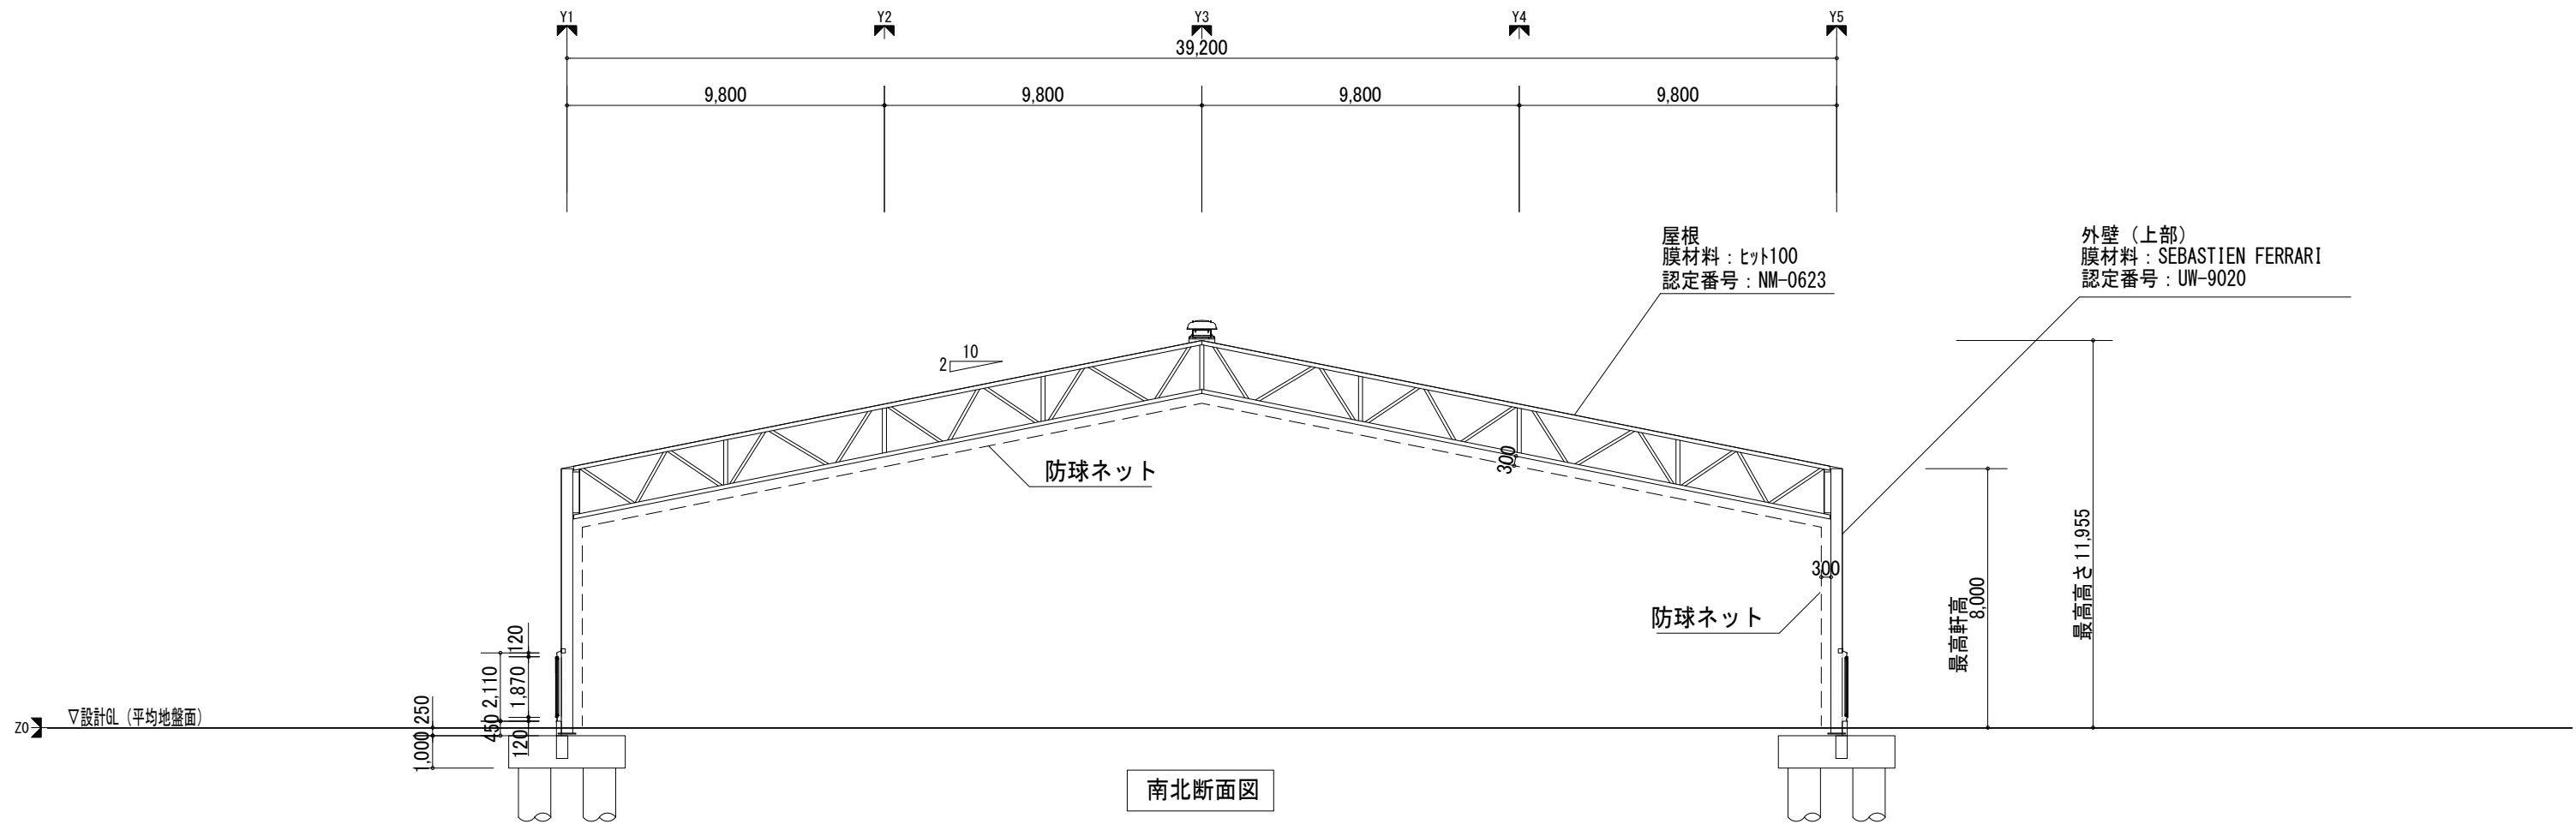 Y1
Y2
Y3
Y4
Y5
39,200
9,800
9,800
9,800
9,800
屋根
膜材料：ﾋｯﾄ100
認定番号：NM-0623
外壁（上部）
膜材料：SEBASTIEN FERRARI
認定番号：UW-9020
10
2
防球ネット
300
300
防球ネット
最高軒高
8,000
最高高さ11,955
120
2,110
1,870
250
450
120
1,000
Z0
▽設計GL（平均地盤面）
南北断面図